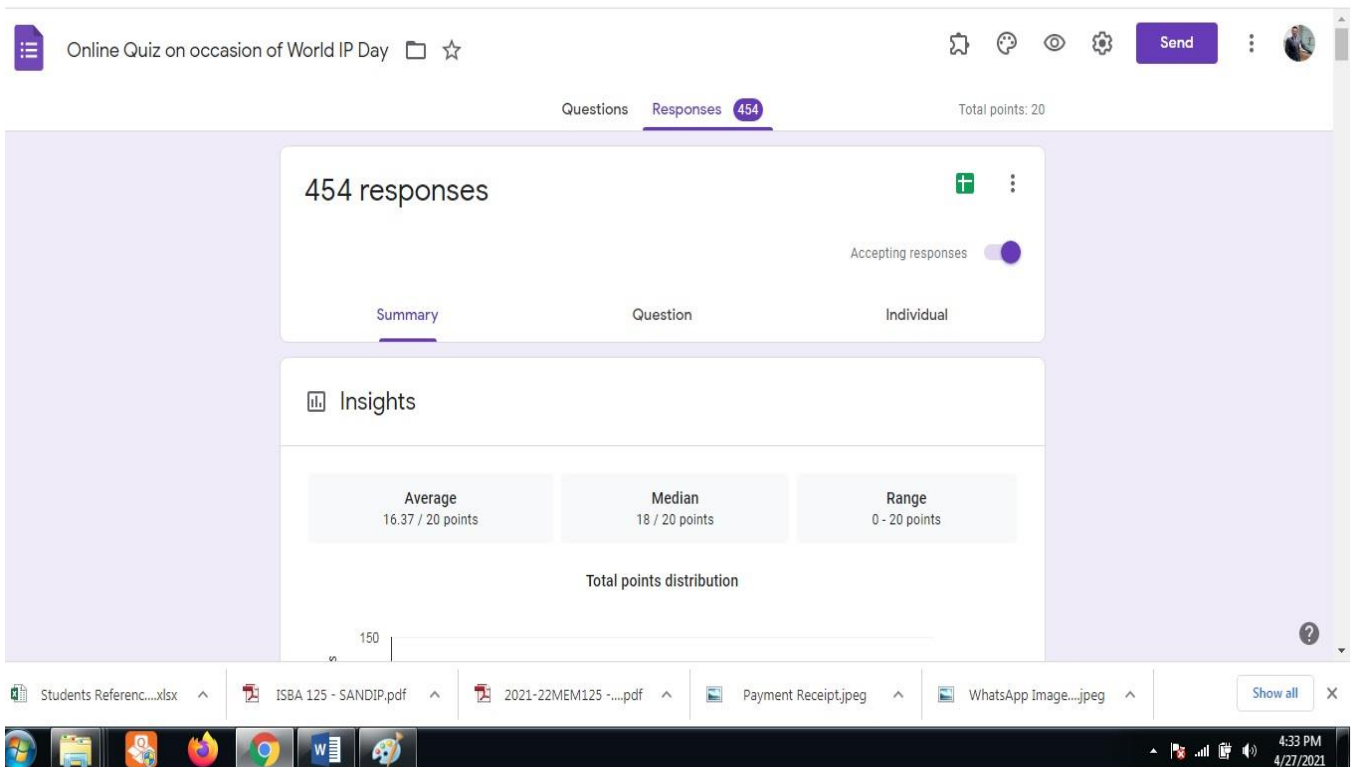 Online Quiz on occasion of World IP Day
Send
Questions Responses 454 Total points: 20
454 responses
Accepting responses
Summary Question Individual
Insights
Average Median Range
16.37 / 20 points 18 / 20 points 0 - 20 points
Total points distribution
150
Students Referenc....xlsx ISBA 125 - SANDIP.pdf 2021-22MEM125 -....pdf Payment Receipt.jpeg WhatsApp Image....jpeg Show all
4:33 PM
4/27/2021